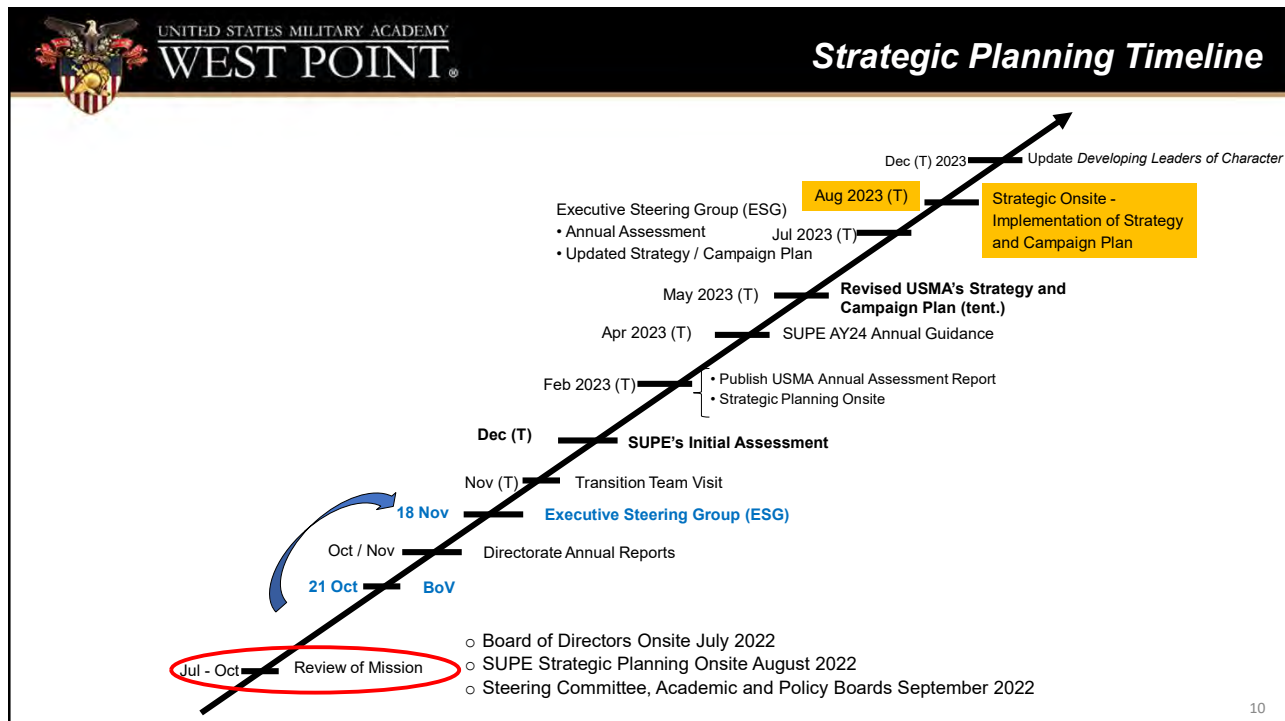 UNITED STATES MILITARY ACADEMY
WEST POINT®
Strategic Planning Timeline
Dec (T) 2023
Update Developing Leaders of Character
Aug 2023 (T)
Strategic Onsite -
Implementation of Strategy
and Campaign Plan
Executive Steering Group (ESG)
• Annual Assessment
• Updated Strategy / Campaign Plan
Jul 2023 (T)
May 2023 (T)
Revised USMA's Strategy and
Campaign Plan (tent.)
Apr 2023 (T)
SUPE AY24 Annual Guidance
Feb 2023 (T)
• Publish USMA Annual Assessment Report
• Strategic Planning Onsite
Dec (T)
SUPE's Initial Assessment
Nov (T)
Transition Team Visit
18 Nov
Executive Steering Group (ESG)
Oct / Nov
Directorate Annual Reports
21 Oct
BoV
Jul - Oct
Review of Mission
o Board of Directors Onsite July 2022
o SUPE Strategic Planning Onsite August 2022
o Steering Committee, Academic and Policy Boards September 2022
10